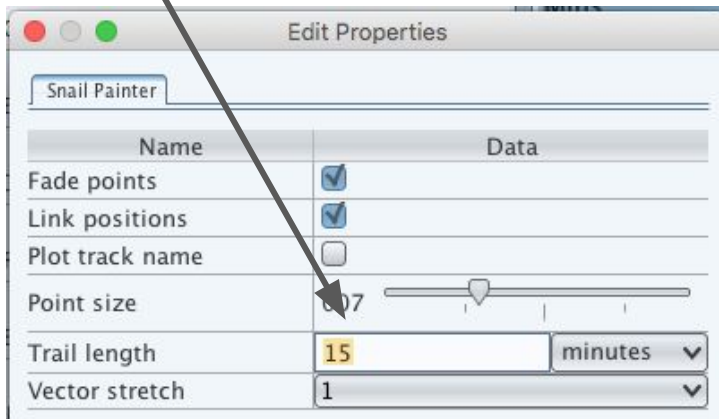 Edit Properties
Snail Painter
Name Data
Fade points
Link positions
Plot track name
Point size
Trail length 15 minutes
Vector stretch 1